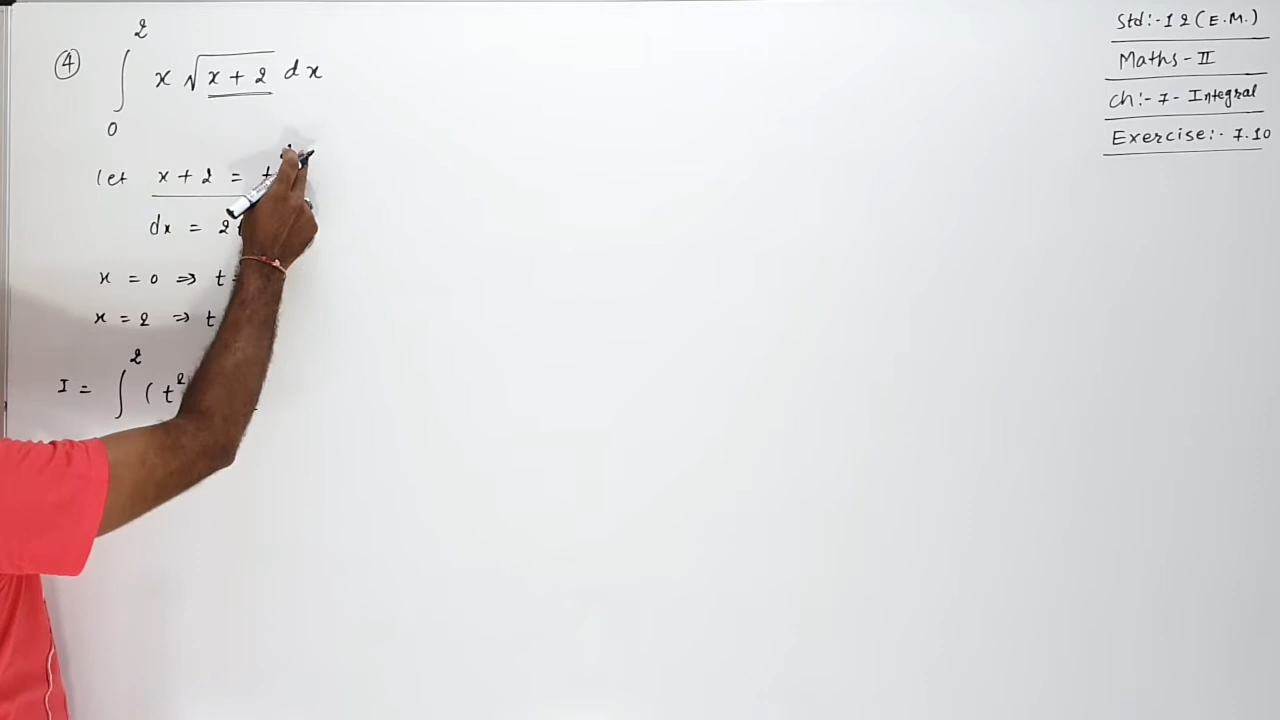 ④ ∫₀² x √(x + 2) dx
let x + 2 = t
dx = 2t
x = 0 ⇒ t =
x = 2 ⇒ t
I = ∫² (t²
Std:-12(E.M.)
Maths-II
Ch:-7-Integral
Exercise:-7.10